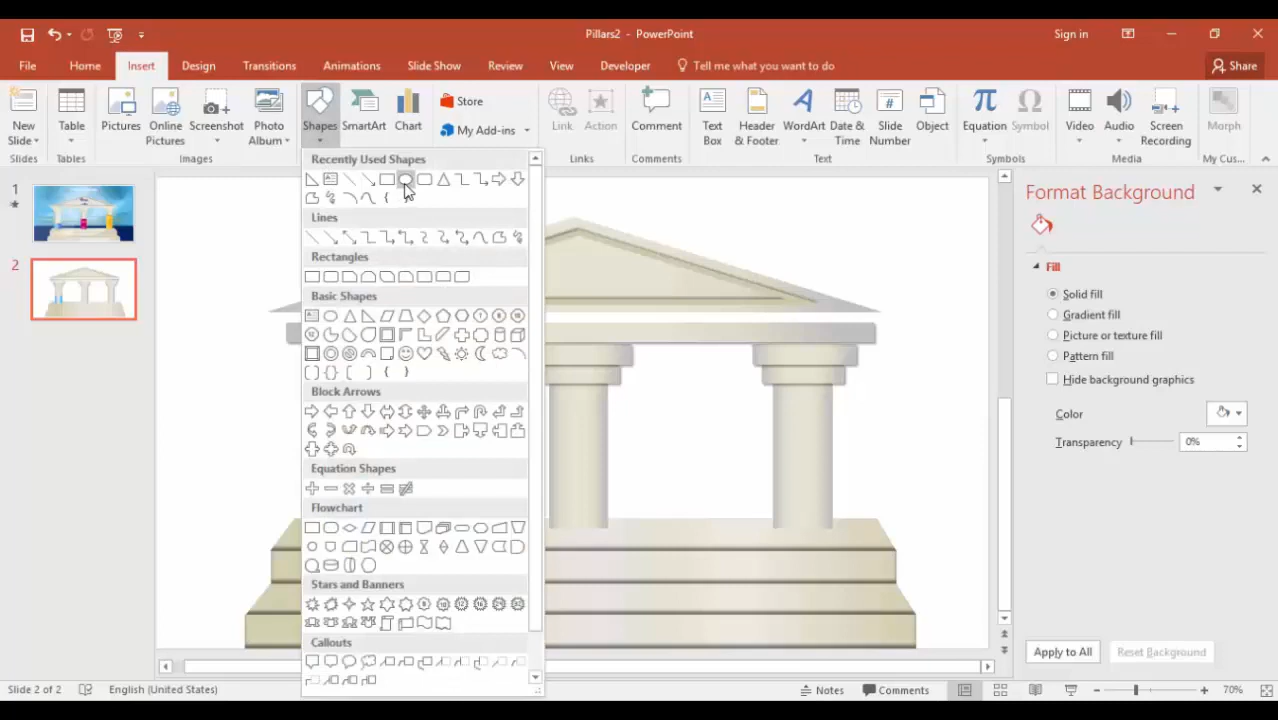 Pillars2 - PowerPoint
Sign in
File
Home
Insert
Design
Transitions
Animations
Slide Show
Review
View
Developer
Tell me what you want to do
Share
New
Slide
Table
Pictures
Online
Pictures
Screenshot
Photo
Album
Shapes
SmartArt
Chart
Store
My Add-ins
Link
Action
Comment
Text
Box
Header
& Footer
WordArt
Date &
Time
Slide
Number
Object
Equation
Symbol
Video
Audio
Screen
Recording
Morph
Slides
Tables
Images
Links
Comments
Text
Symbols
Media
My Cus...
Recently Used Shapes
Lines
Rectangles
Basic Shapes
Block Arrows
Equation Shapes
Flowchart
Stars and Banners
Callouts
1
2
Format Background
Fill
Solid fill
Gradient fill
Picture or texture fill
Pattern fill
Hide background graphics
Color
Transparency
0%
Apply to All
Reset Background
Slide 2 of 2
English (United States)
Notes
Comments
70%